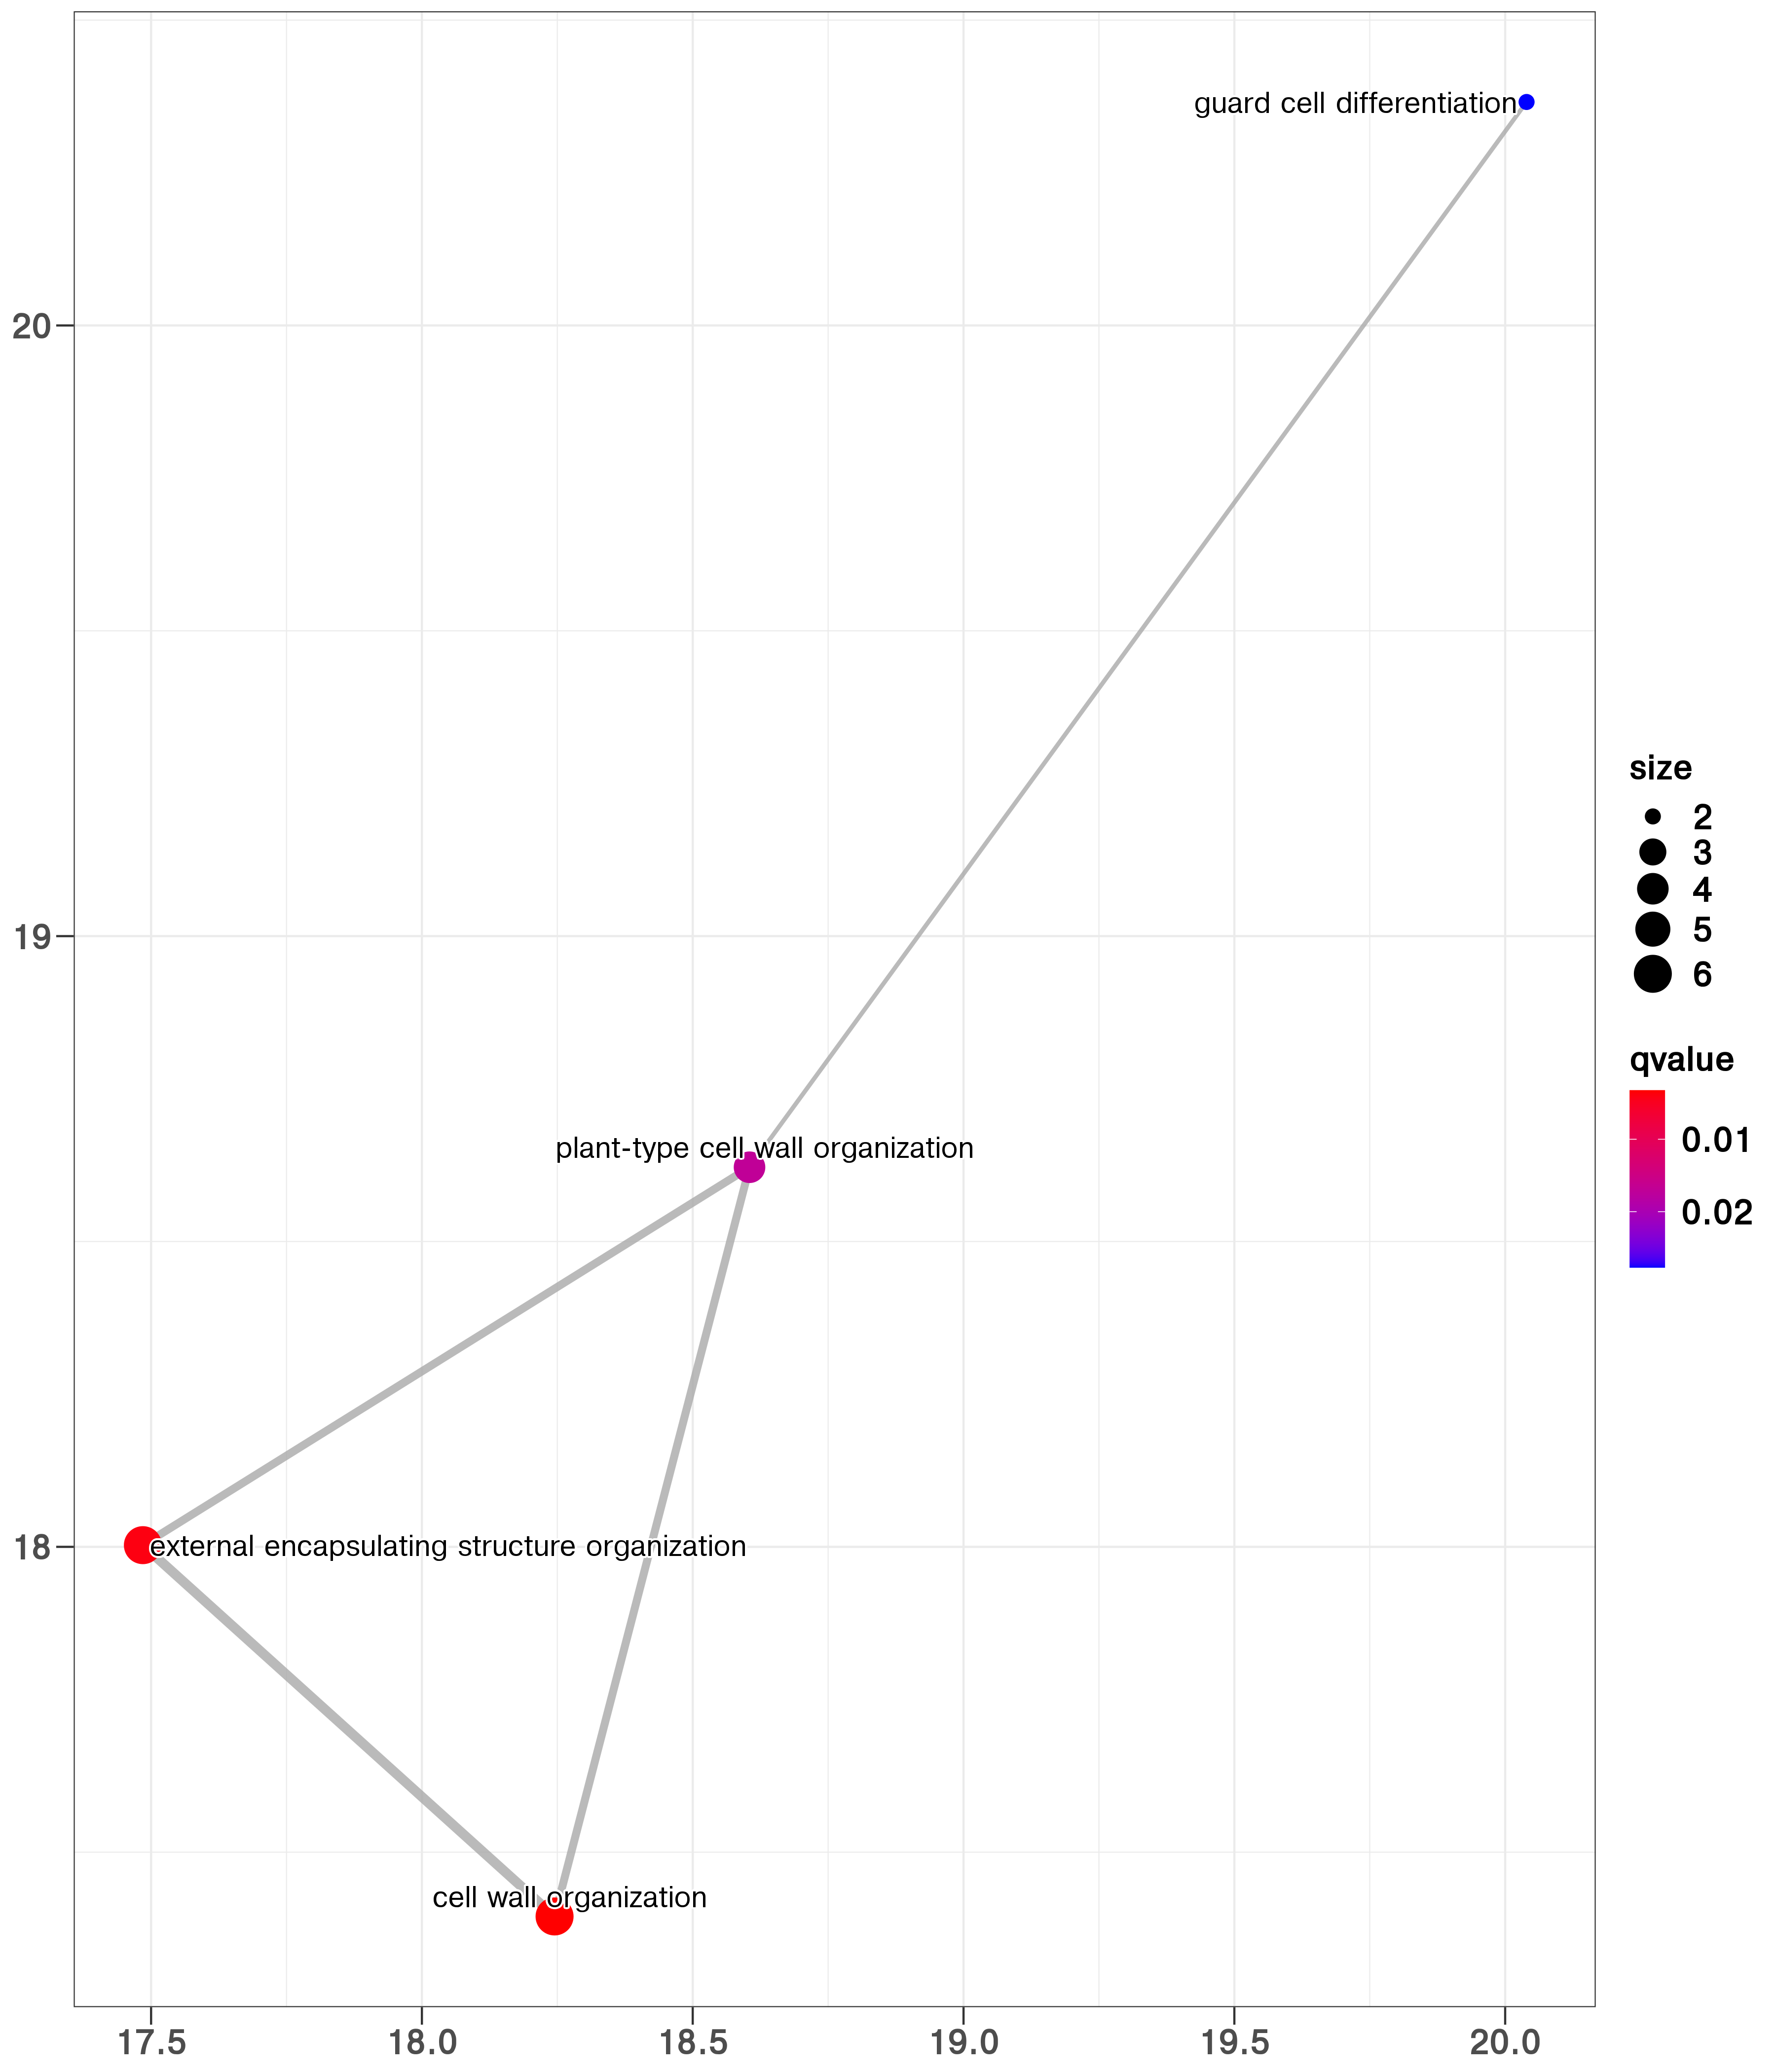 guard cell differentiation
20
19
18
plant-type cell wall organization
external encapsulating structure organization
cell wall organization
17.5
18.0
18.5
19.0
19.5
20.0
size
2
3
4
5
6
qvalue
0.01
0.02